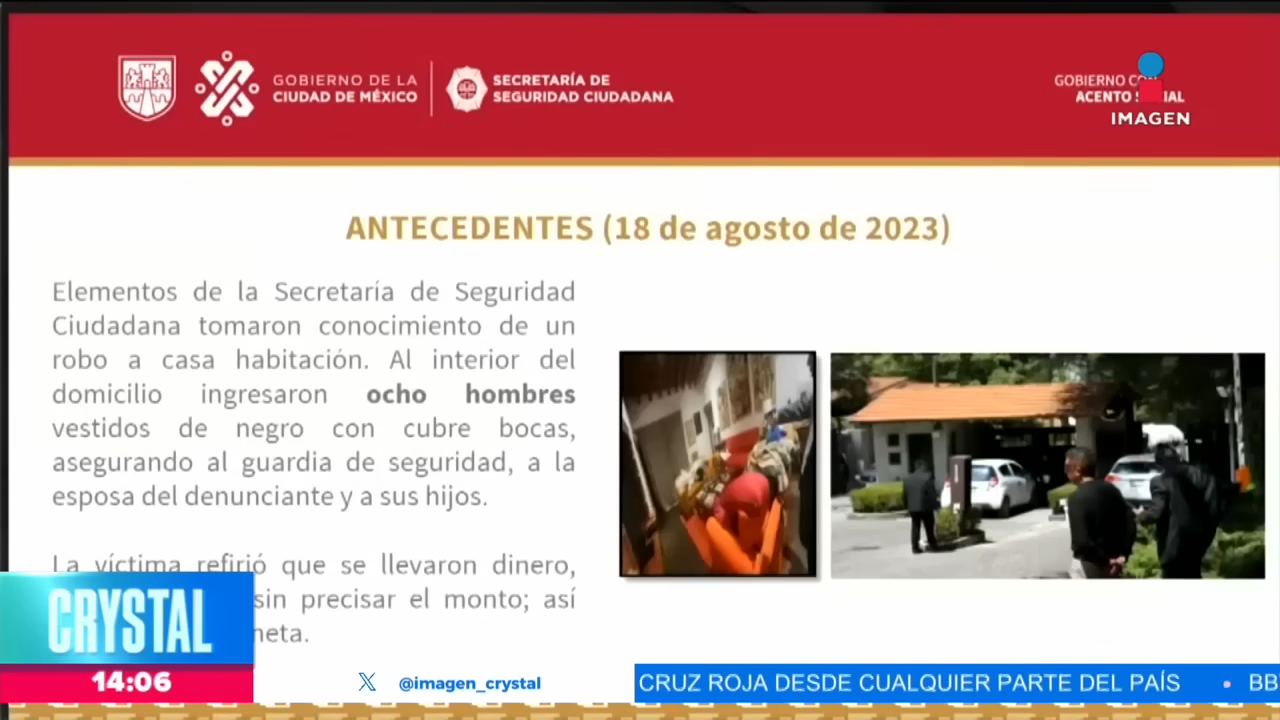 GOBIERNO DE LA
CIUDAD DE MÉXICO
SECRETARÍA DE
SEGURIDAD CIUDADANA
GOBIERNO
ACENTO
IMAGEN
ANTECEDENTES (18 de agosto de 2023)
Elementos de la Secretaría de Seguridad
Ciudadana tomaron conocimiento de un
robo a casa habitación. Al interior del
domicilio ingresaron ocho hombres
vestidos de negro con cubre bocas,
asegurando al guardia de seguridad, a la
esposa del denunciante y a sus hijos.
La víctima refirió que se llevaron dinero,
sin precisar el monto; así
CRYSTAL
14:06
@imagen_crystal
CRUZ ROJA DESDE CUALQUIER PARTE DEL PAÍS